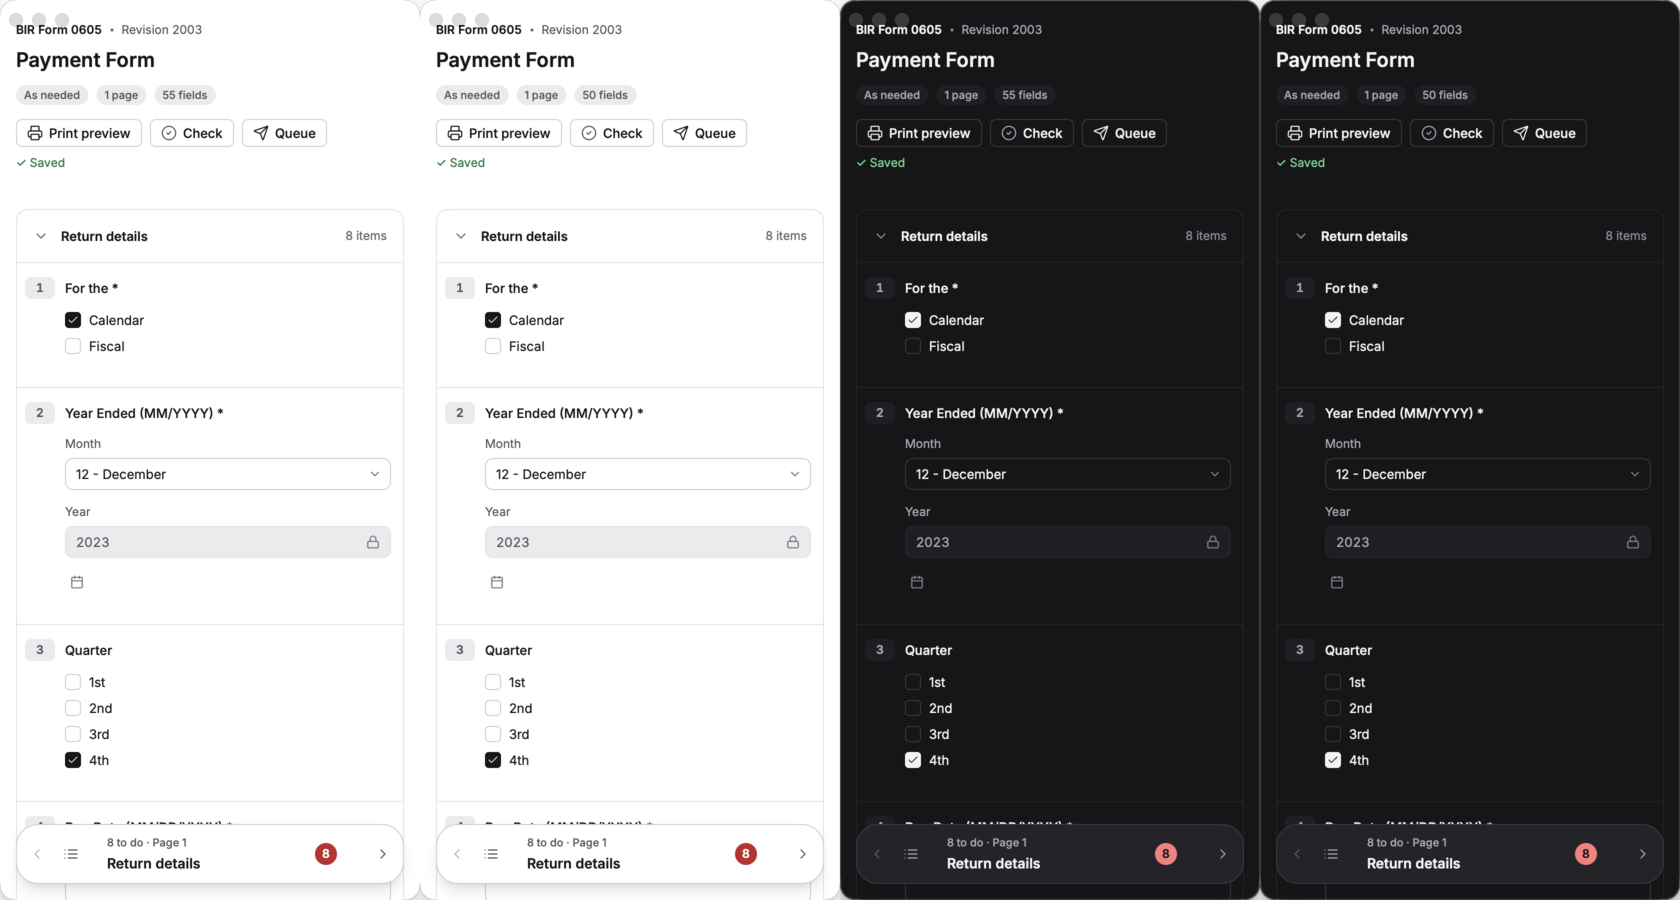 BIR Form 0605 • Revision 2003
Payment Form
As needed 1 page 55 fields
Print preview Check Queue
Saved
Return details 8 items
1 For the *
Calendar
Fiscal
2 Year Ended (MM/YYYY) *
Month
12 - December
Year
2023
3 Quarter
1st
2nd
3rd
4th
8 to do · Page 1
Return details
8
BIR Form 0605 • Revision 2003
Payment Form
As needed 1 page 50 fields
Print preview Check Queue
Saved
Return details 8 items
1 For the *
Calendar
Fiscal
2 Year Ended (MM/YYYY) *
Month
12 - December
Year
2023
3 Quarter
1st
2nd
3rd
4th
8 to do · Page 1
Return details
8
BIR Form 0605 • Revision 2003
Payment Form
As needed 1 page 55 fields
Print preview Check Queue
Saved
Return details 8 items
1 For the *
Calendar
Fiscal
2 Year Ended (MM/YYYY) *
Month
12 - December
Year
2023
3 Quarter
1st
2nd
3rd
4th
8 to do · Page 1
Return details
8
BIR Form 0605 • Revision 2003
Payment Form
As needed 1 page 50 fields
Print preview Check Queue
Saved
Return details 8 items
1 For the *
Calendar
Fiscal
2 Year Ended (MM/YYYY) *
Month
12 - December
Year
2023
3 Quarter
1st
2nd
3rd
4th
8 to do · Page 1
Return details
8